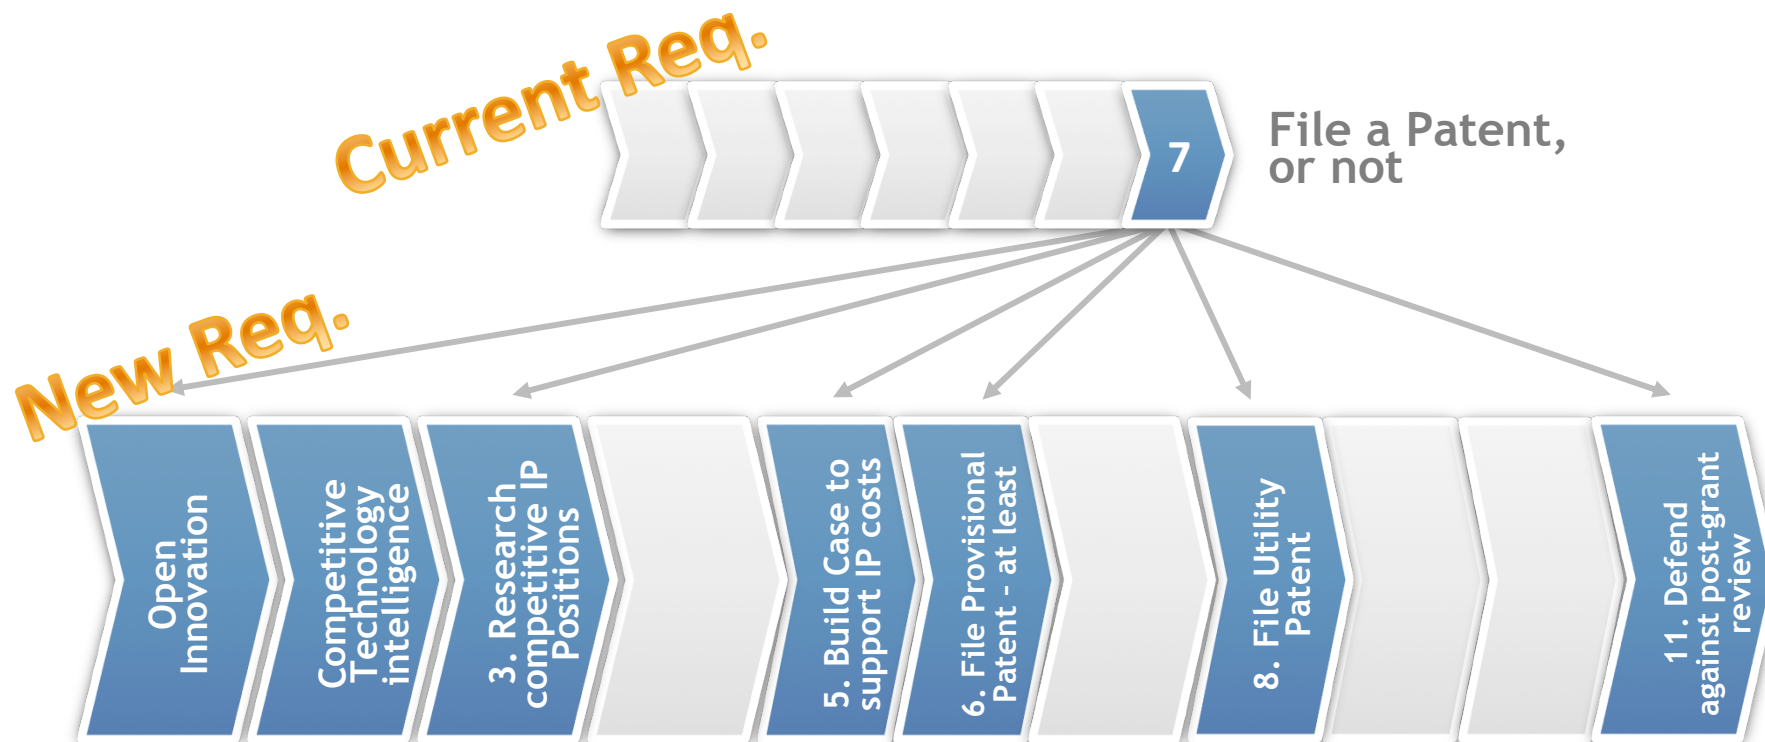 Current Req.
7
File a Patent,
or not
New Req.
Open
Innovation
Competitive
Technology
intelligence
3. Research
competitive IP
Positions
5. Build Case to
support IP costs
6. File Provisional
Patent - at least
8. File Utility
Patent
11. Defend
against post-grant
review